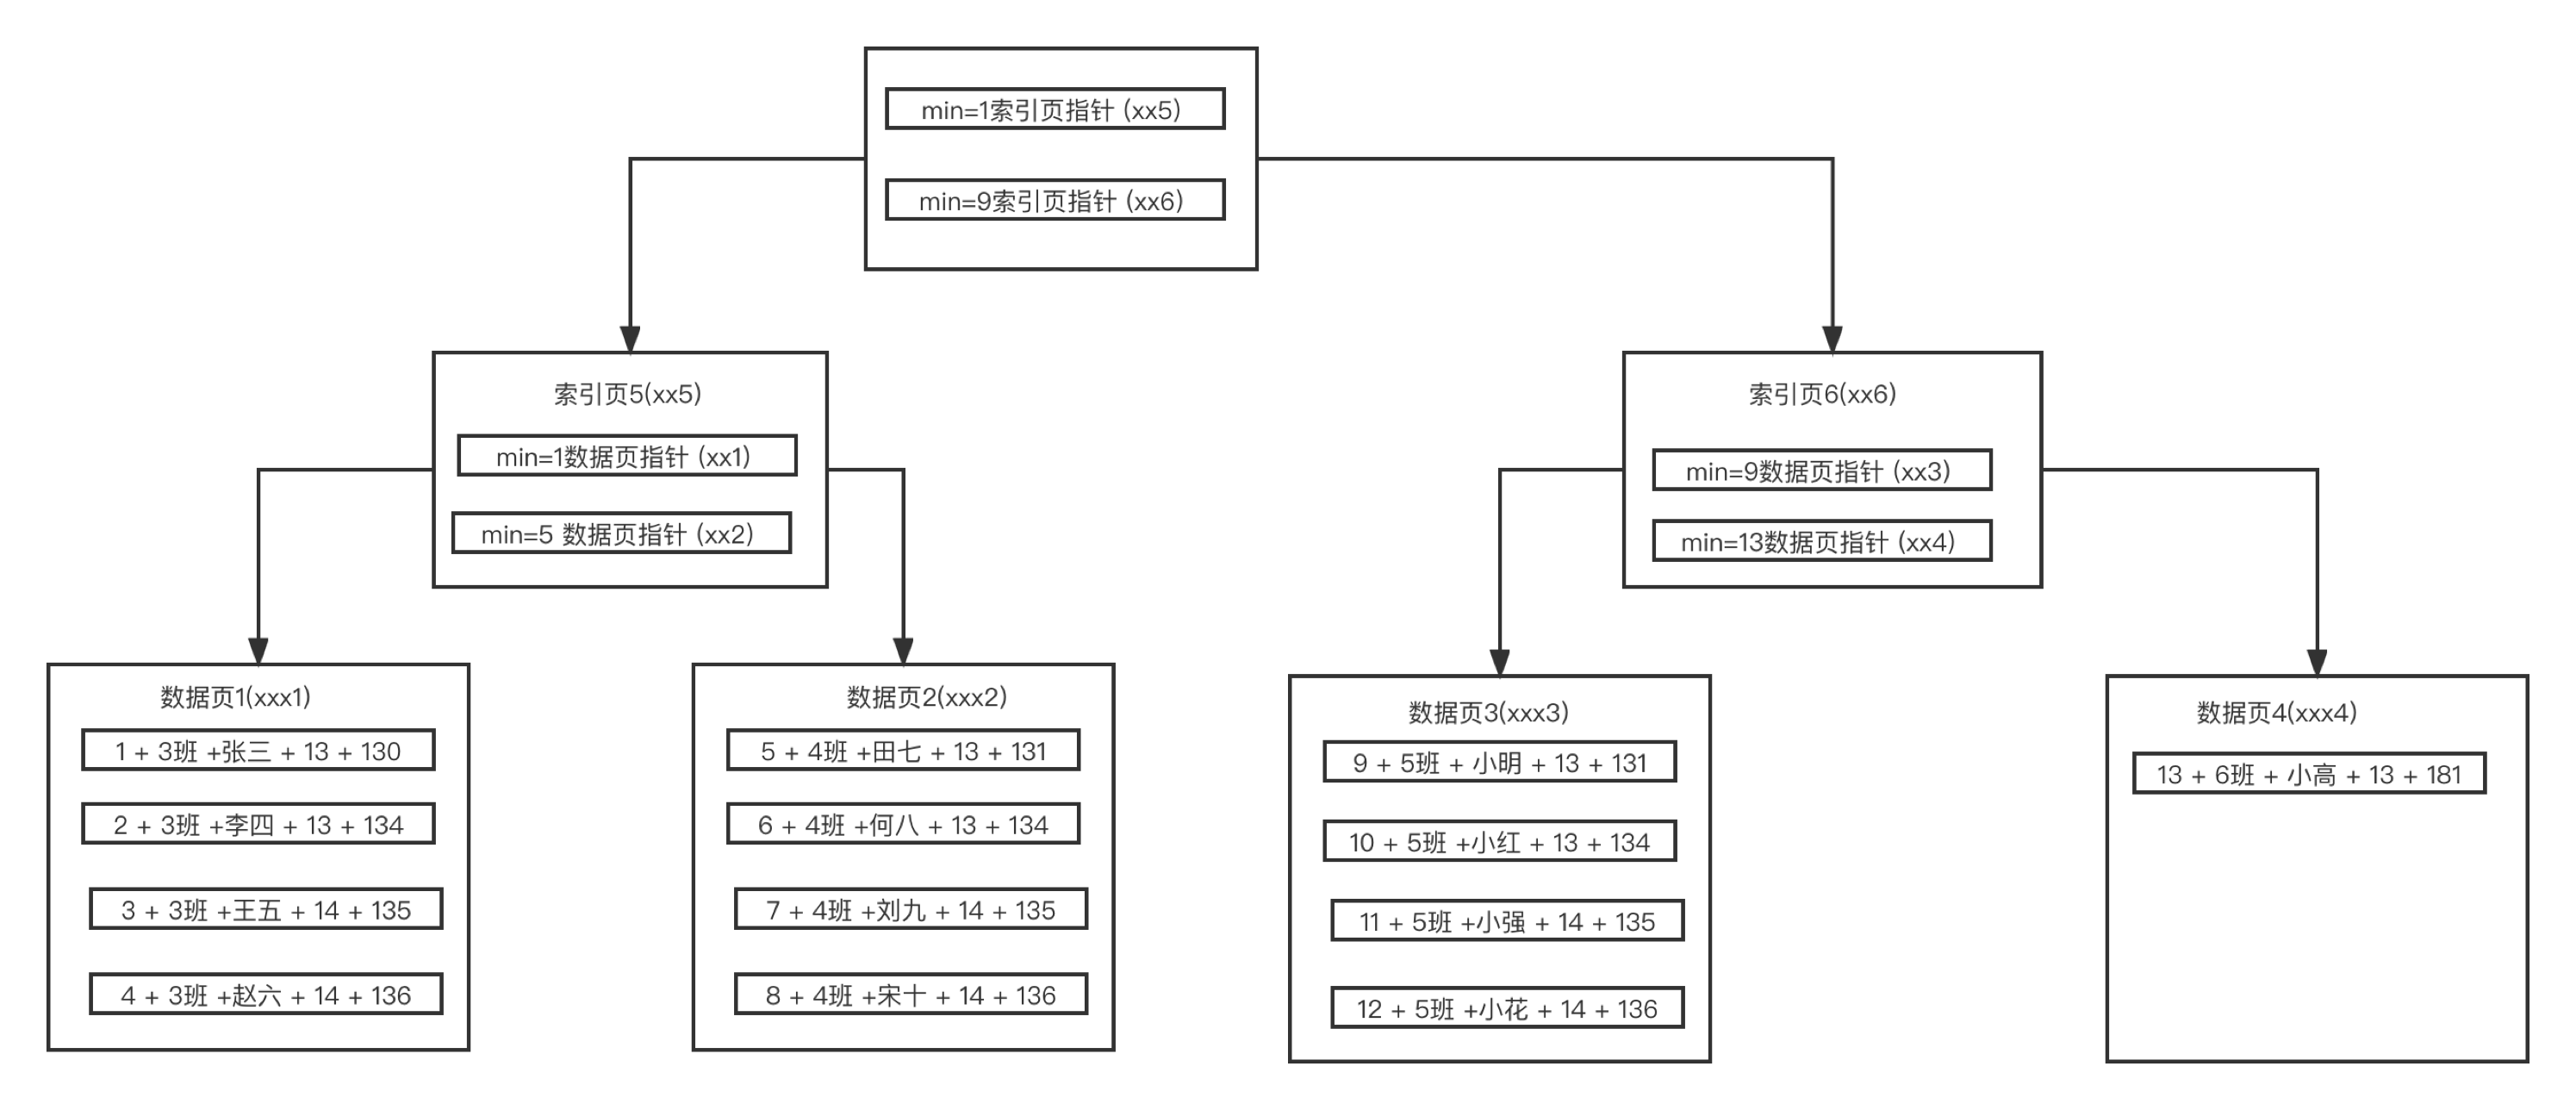 min=1索引页指针 (xx5)
min=9索引页指针 (xx6)
索引页5(xx5)
min=1数据页指针 (xx1)
min=5 数据页指针 (xx2)
索引页6(xx6)
min=9数据页指针 (xx3)
min=13数据页指针 (xx4)
数据页1(xxx1)
1 + 3班 +张三 + 13 + 130
2 + 3班 +李四 + 13 + 134
3 + 3班 +王五 + 14 + 135
4 + 3班 +赵六 + 14 + 136
数据页2(xxx2)
5 + 4班 +田七 + 13 + 131
6 + 4班 +何八 + 13 + 134
7 + 4班 +刘九 + 14 + 135
8 + 4班 +宋十 + 14 + 136
数据页3(xxx3)
9 + 5班 + 小明 + 13 + 131
10 + 5班 +小红 + 13 + 134
11 + 5班 +小强 + 14 + 135
12 + 5班 +小花 + 14 + 136
数据页4(xxx4)
13 + 6班 + 小高 + 13 + 181